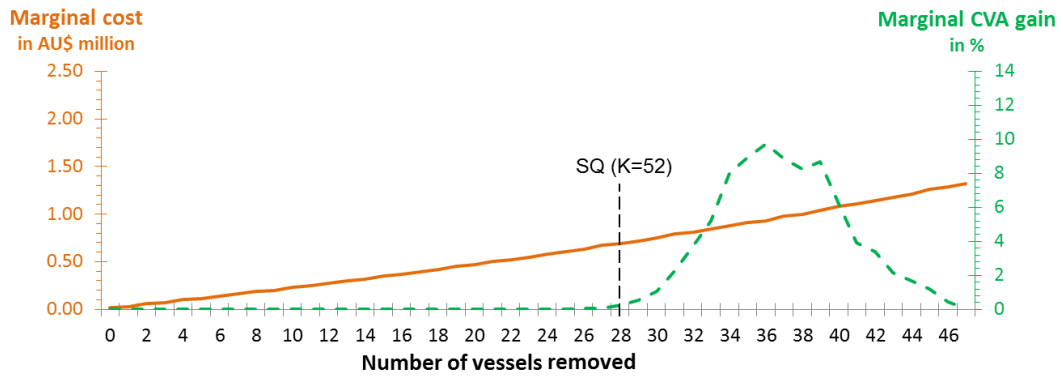 Marginal cost
in AU$ million
Marginal CVA gain
in %
2.50
2.00
1.50
1.00
0.50
0.00
SQ (K=52)
14
12
10
8
6
4
2
0
0 2 4 6 8 10 12 14 16 18 20 22 24 26 28 30 32 34 36 38 40 42 44 46
Number of vessels removed